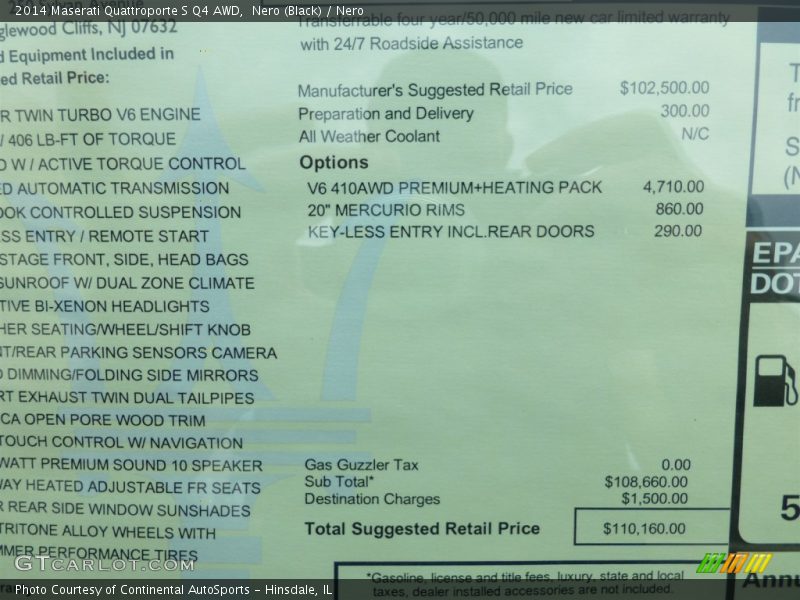 2014 Maserati Quattroporte S Q4 AWD, Nero (Black) / Nero
glewood Cliffs, NJ 07632
d Equipment Included in
ed Retail Price:
R TWIN TURBO V6 ENGINE
/ 406 LB-FT OF TORQUE
D W / ACTIVE TORQUE CONTROL
ED AUTOMATIC TRANSMISSION
OOK CONTROLLED SUSPENSION
SS ENTRY / REMOTE START
STAGE FRONT, SIDE, HEAD BAGS
SUNROOF W/ DUAL ZONE CLIMATE
TIVE BI-XENON HEADLIGHTS
HER SEATING/WHEEL/SHIFT KNOB
NT/REAR PARKING SENSORS CAMERA
D DIMMING/FOLDING SIDE MIRRORS
RT EXHAUST TWIN DUAL TAILPIPES
CA OPEN PORE WOOD TRIM
TOUCH CONTROL W/ NAVIGATION
WATT PREMIUM SOUND 10 SPEAKER
WAY HEATED ADJUSTABLE FR SEATS
R REAR SIDE WINDOW SUNSHADES
TRITONE ALLOY WHEELS WITH
MMER PERFORMANCE TIRES
Transferrable four year/50,000 mile new car limited warranty
with 24/7 Roadside Assistance
Manufacturer's Suggested Retail Price $102,500.00
Preparation and Delivery 300.00
All Weather Coolant N/C
Options
V6 410AWD PREMIUM+HEATING PACK 4,710.00
20" MERCURIO RIMS 860.00
KEY-LESS ENTRY INCL.REAR DOORS 290.00
Gas Guzzler Tax 0.00
Sub Total* $108,660.00
Destination Charges $1,500.00
Total Suggested Retail Price $110,160.00
*Gasoline, license and title fees, luxury, state and local
taxes, dealer installed accessories are not included.
T
fr
S
(N
EPA
DOT
5
Annu
GTCARLOT.COM
Photo Courtesy of Continental AutoSports – Hinsdale, IL